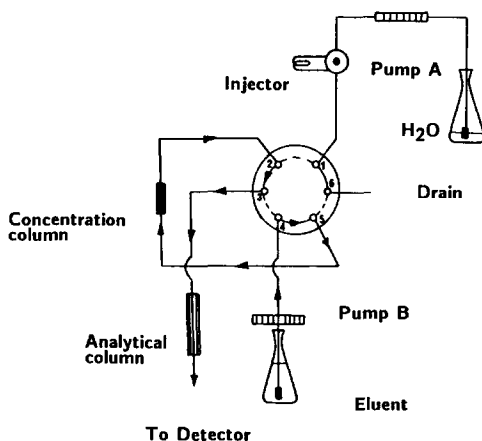 Pump A
Injector
H₂O
2
1
3
6
4
5
Drain
Concentration
column
Pump B
Analytical
column
Eluent
To Detector